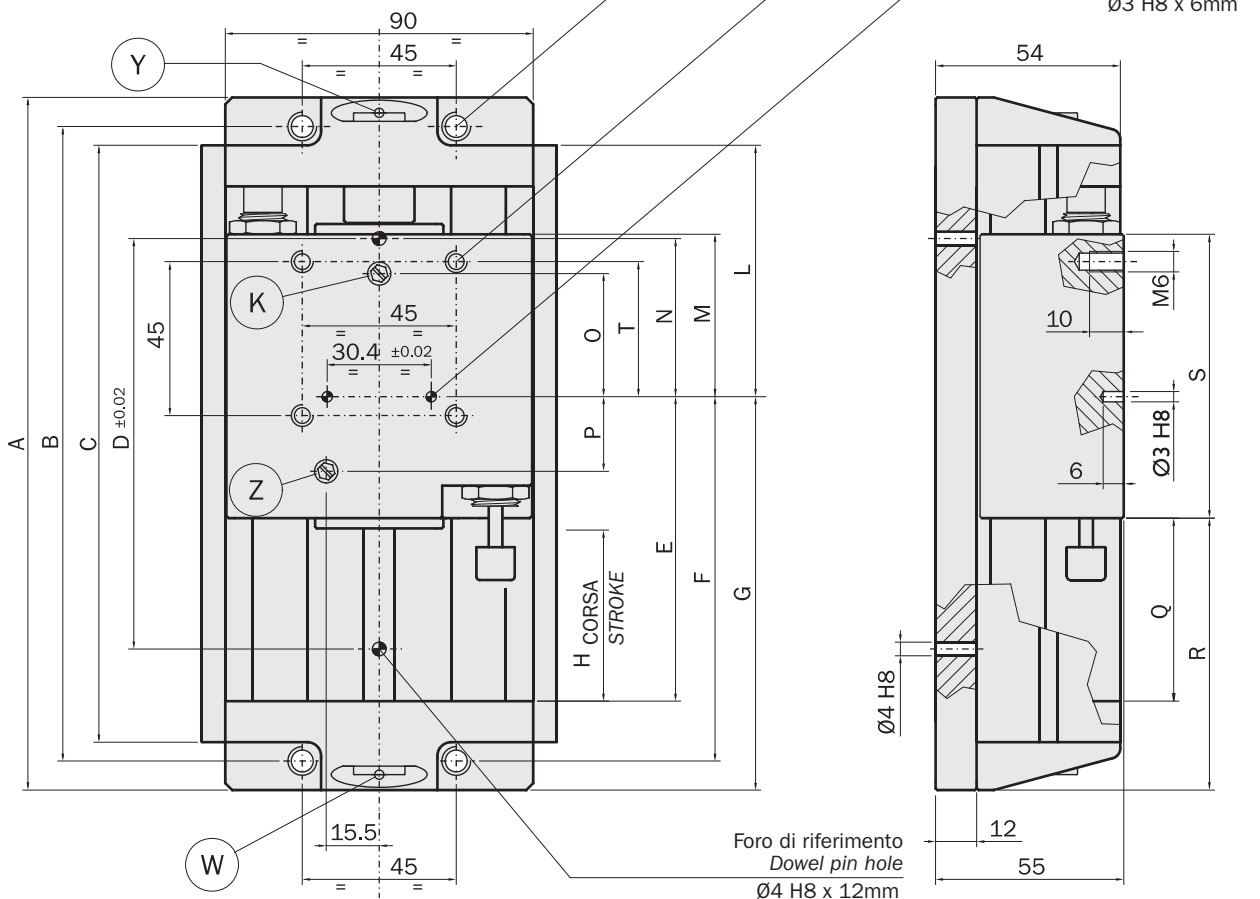 Ø3 H8 x 6mm
90
= =
45
= =
54
Y
K
45
45
= =
30.4 ±0.02
= =
Z
A
B
C
D ±0.02
O
T
N
M
L
P
E
F
G
H CORSA
STROKE
15.5
45
= =
W
Foro di riferimento
Dowel pin hole
Ø4 H8 x 12mm
M6
10
S
Ø3 H8
6
Q
R
Ø4 H8
12
55